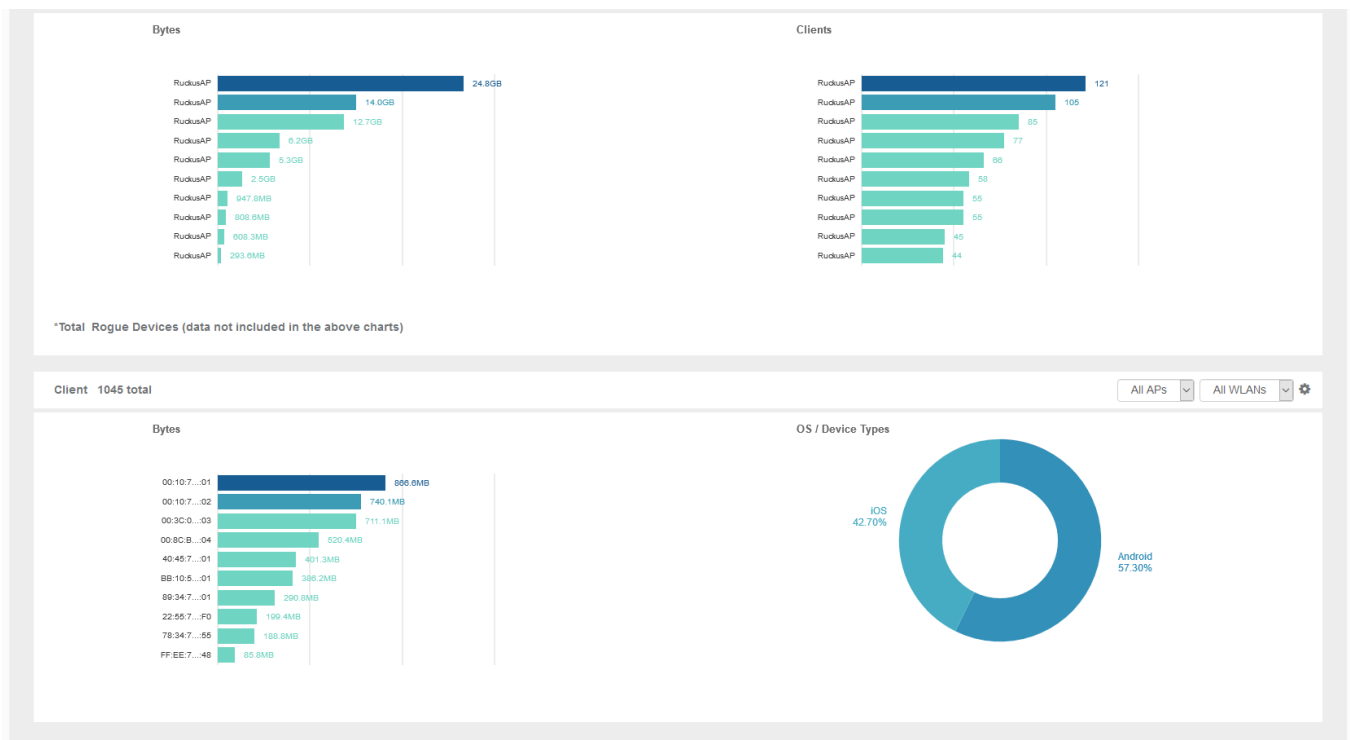 Bytes
RuckusAP 24.8GB
RuckusAP 14.0GB
RuckusAP 12.7GB
RuckusAP 6.2GB
RuckusAP 5.3GB
RuckusAP 2.5GB
RuckusAP 947.8MB
RuckusAP 808.6MB
RuckusAP 608.3MB
RuckusAP 293.6MB
Clients
RuckusAP 121
RuckusAP 105
RuckusAP 85
RuckusAP 77
RuckusAP 66
RuckusAP 58
RuckusAP 55
RuckusAP 55
RuckusAP 45
RuckusAP 44
*Total Rogue Devices (data not included in the above charts)
Client 1045 total
All APs All WLANs
Bytes
00:10:7...:01 866.6MB
00:10:7...:02 740.1MB
00:3C:0...:03 711.1MB
00:8C:B...:04 520.4MB
40:45:7...:01 401.3MB
BB:10:5...:01 386.2MB
89:34:7...:01 290.8MB
22:55:7...:F0 199.4MB
78:34:7...:55 188.8MB
FF:EE:7...:48 85.8MB
OS / Device Types
iOS
42.70%
Android
57.30%